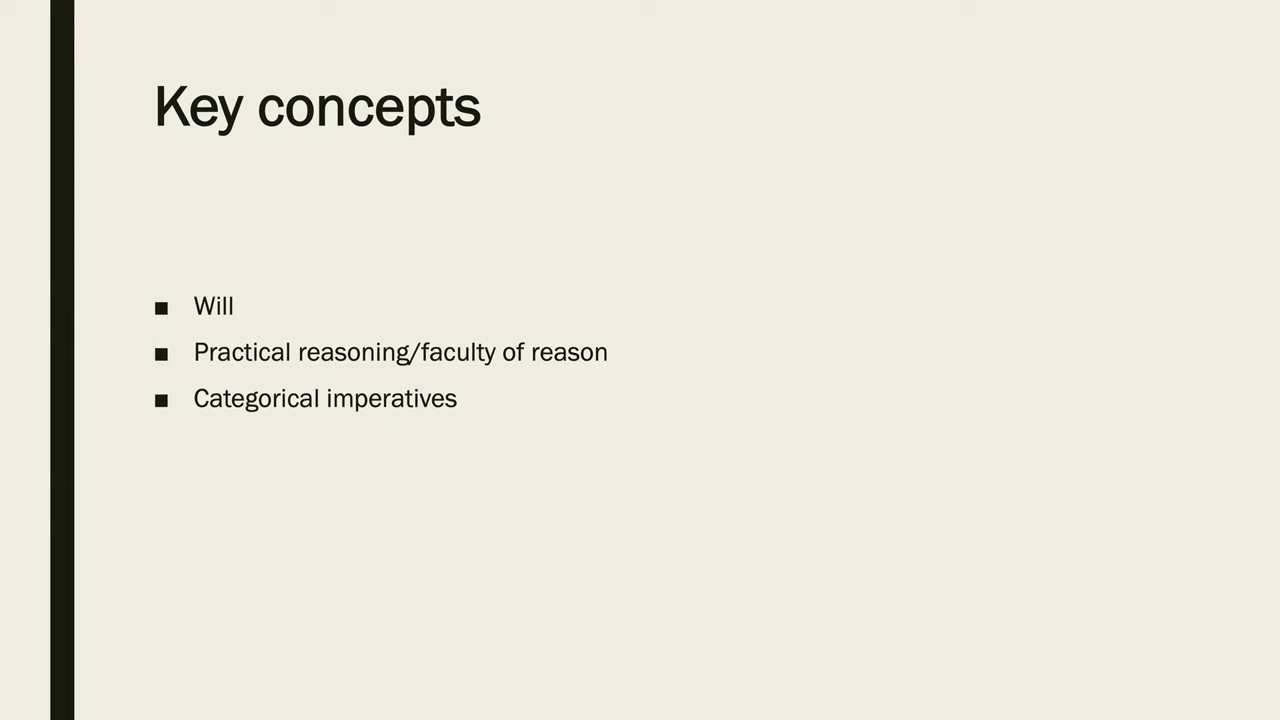 Key concepts
■ Will
■ Practical reasoning/faculty of reason
■ Categorical imperatives